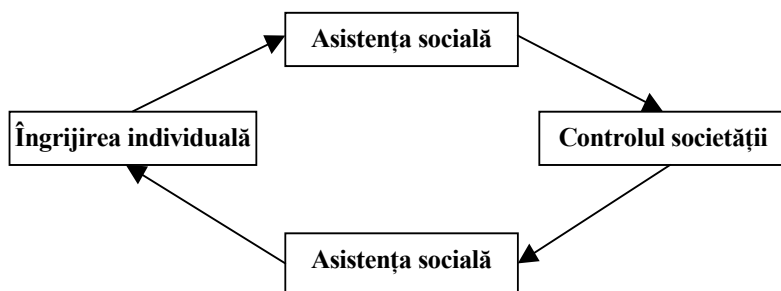 Asistența socială
Îngrijirea individuală
Controlul societății
Asistența socială